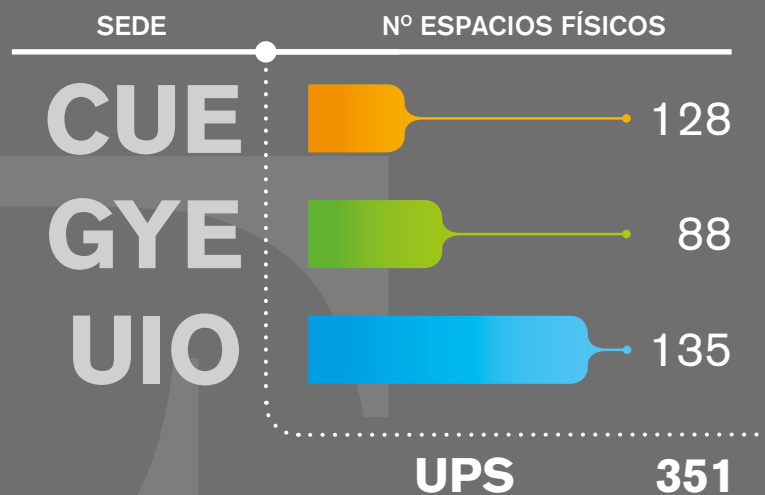 SEDE Nº ESPACIOS FÍSICOS
CUE 128
GYE 88
UIO 135
UPS 351